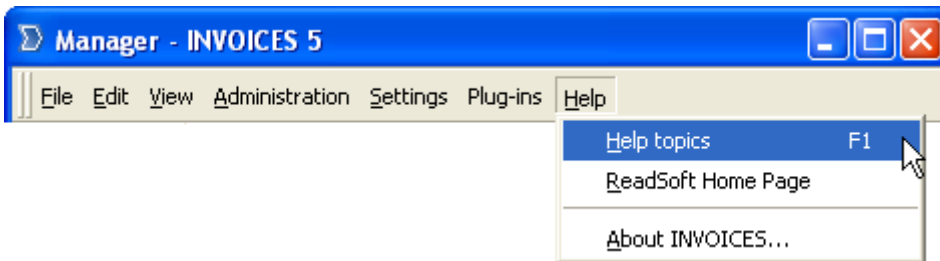 Manager - INVOICES 5
File Edit View Administration Settings Plug-ins Help
Help topics F1
ReadSoft Home Page
About INVOICES...